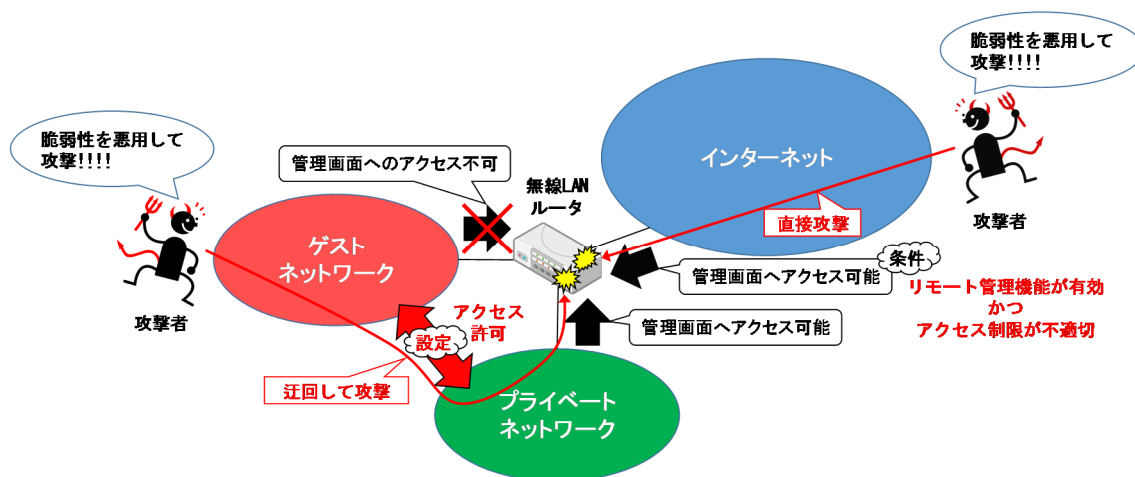 脆弱性を悪用して
攻撃!!!!
脆弱性を悪用して
攻撃!!!!
管理画面へのアクセス不可
無線LAN
ルータ
インターネット
直接攻撃
攻撃者
ゲスト
ネットワーク
管理画面へアクセス可能
条件
リモート管理機能が有効
かつ
アクセス制限が不適切
攻撃者
アクセス
許可
設定
管理画面へアクセス可能
迂回して攻撃
プライベート
ネットワーク